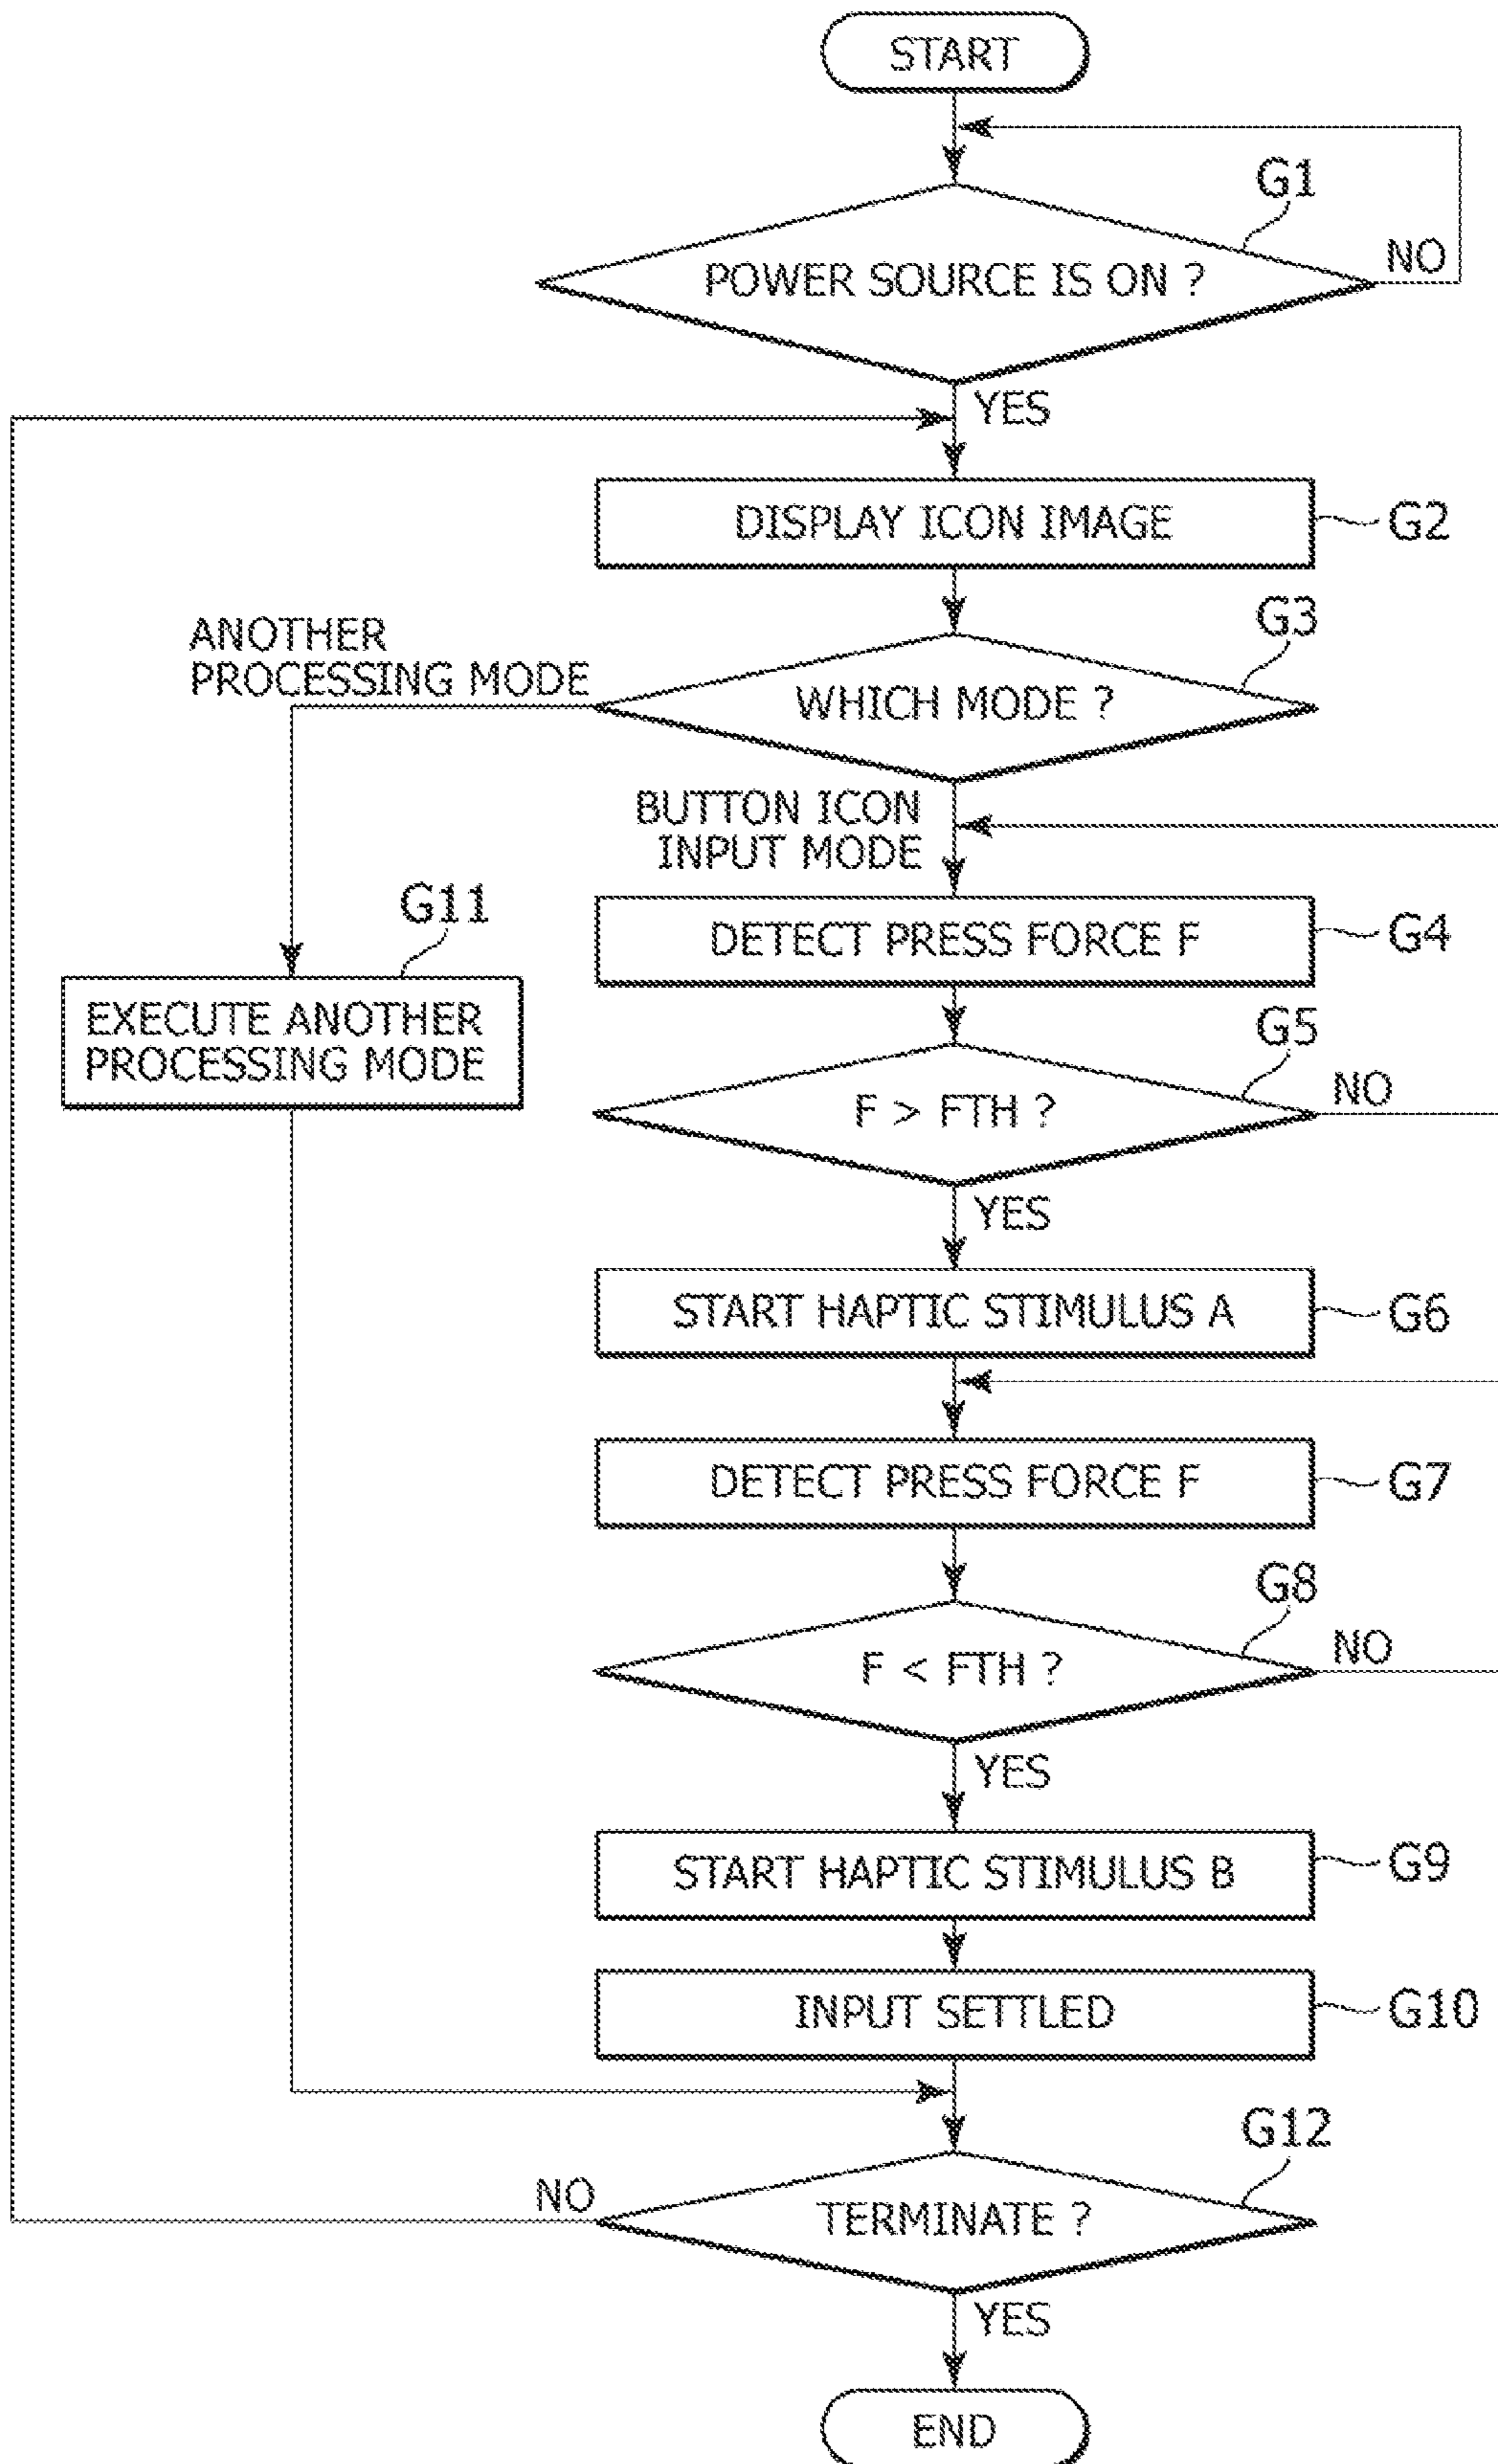 START
G1
POWER SOURCE IS ON ?
NO
YES
DISPLAY ICON IMAGE
G2
ANOTHER
PROCESSING MODE
G3
WHICH MODE ?
BUTTON ICON
INPUT MODE
G11
EXECUTE ANOTHER
PROCESSING MODE
DETECT PRESS FORCE F
G4
G5
F > FTH ?
NO
YES
START HAPTIC STIMULUS A
G6
DETECT PRESS FORCE F
G7
G8
F < FTH ?
NO
YES
START HAPTIC STIMULUS B
G9
INPUT SETTLED
G10
G12
NO
TERMINATE ?
YES
END